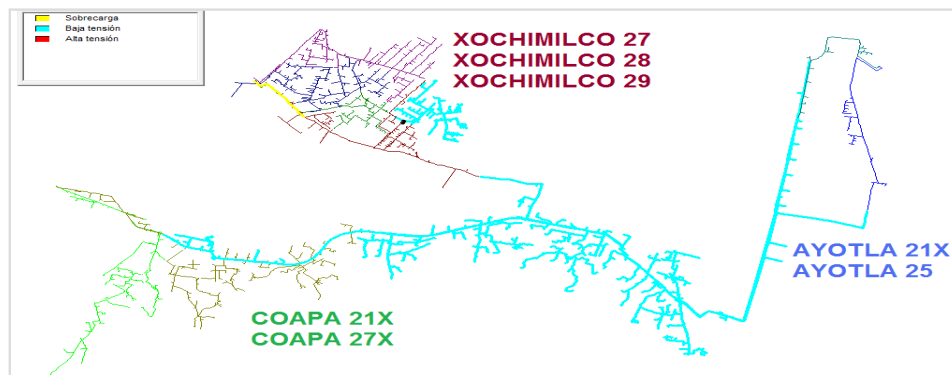 Sobrecarga
Baja tensión
Alta tensión
XOCHIMILCO 27
XOCHIMILCO 28
XOCHIMILCO 29
AYOTLA 21X
AYOTLA 25
COAPA 21X
COAPA 27X